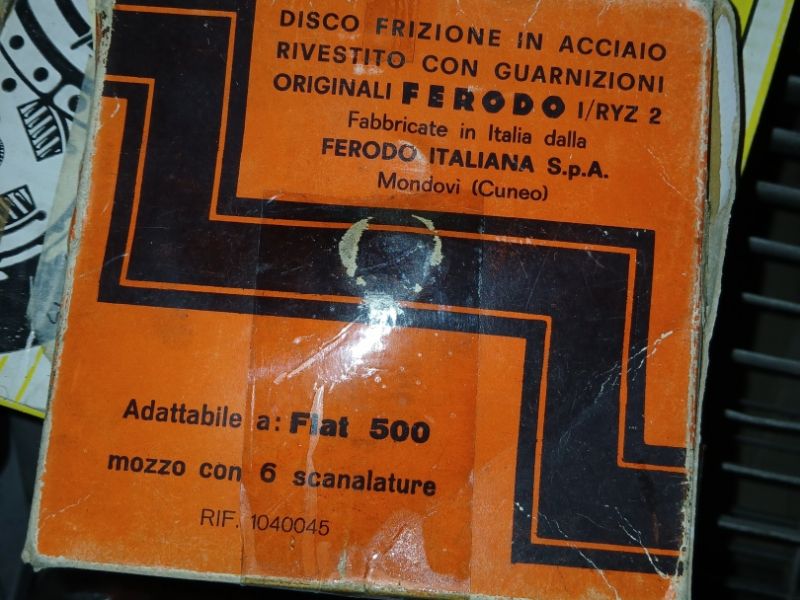 DISCO FRIZIONE IN ACCIAIO
RIVESTITO CON GUARNIZIONI
ORIGINALI FERODO I/RYZ 2
Fabbricate in Italia dalla
FERODO ITALIANA S.p.A.
Mondovì (Cuneo)
Adattabile a: Fiat 500
mozzo con 6 scanalature
RIF. 1040045